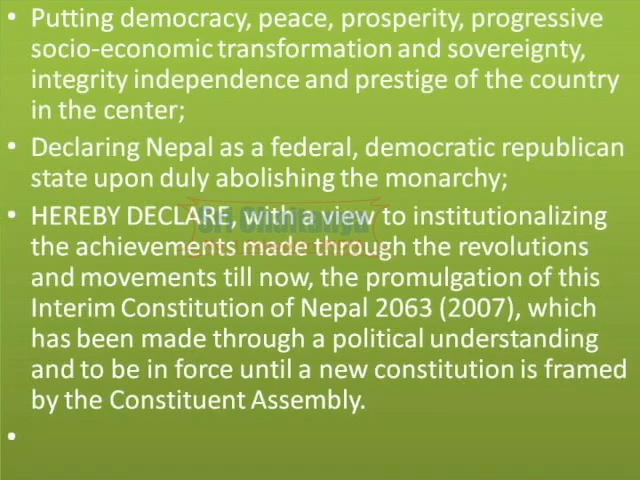 • Putting democracy, peace, prosperity, progressive
socio-economic transformation and sovereignty,
integrity independence and prestige of the country
in the center;
• Declaring Nepal as a federal, democratic republican
state upon duly abolishing the monarchy;
• HEREBY DECLARE, with a view to institutionalizing
the achievements made through the revolutions
and movements till now, the promulgation of this
Interim Constitution of Nepal 2063 (2007), which
has been made through a political understanding
and to be in force until a new constitution is framed
by the Constituent Assembly.
•
Sri Chaitanya